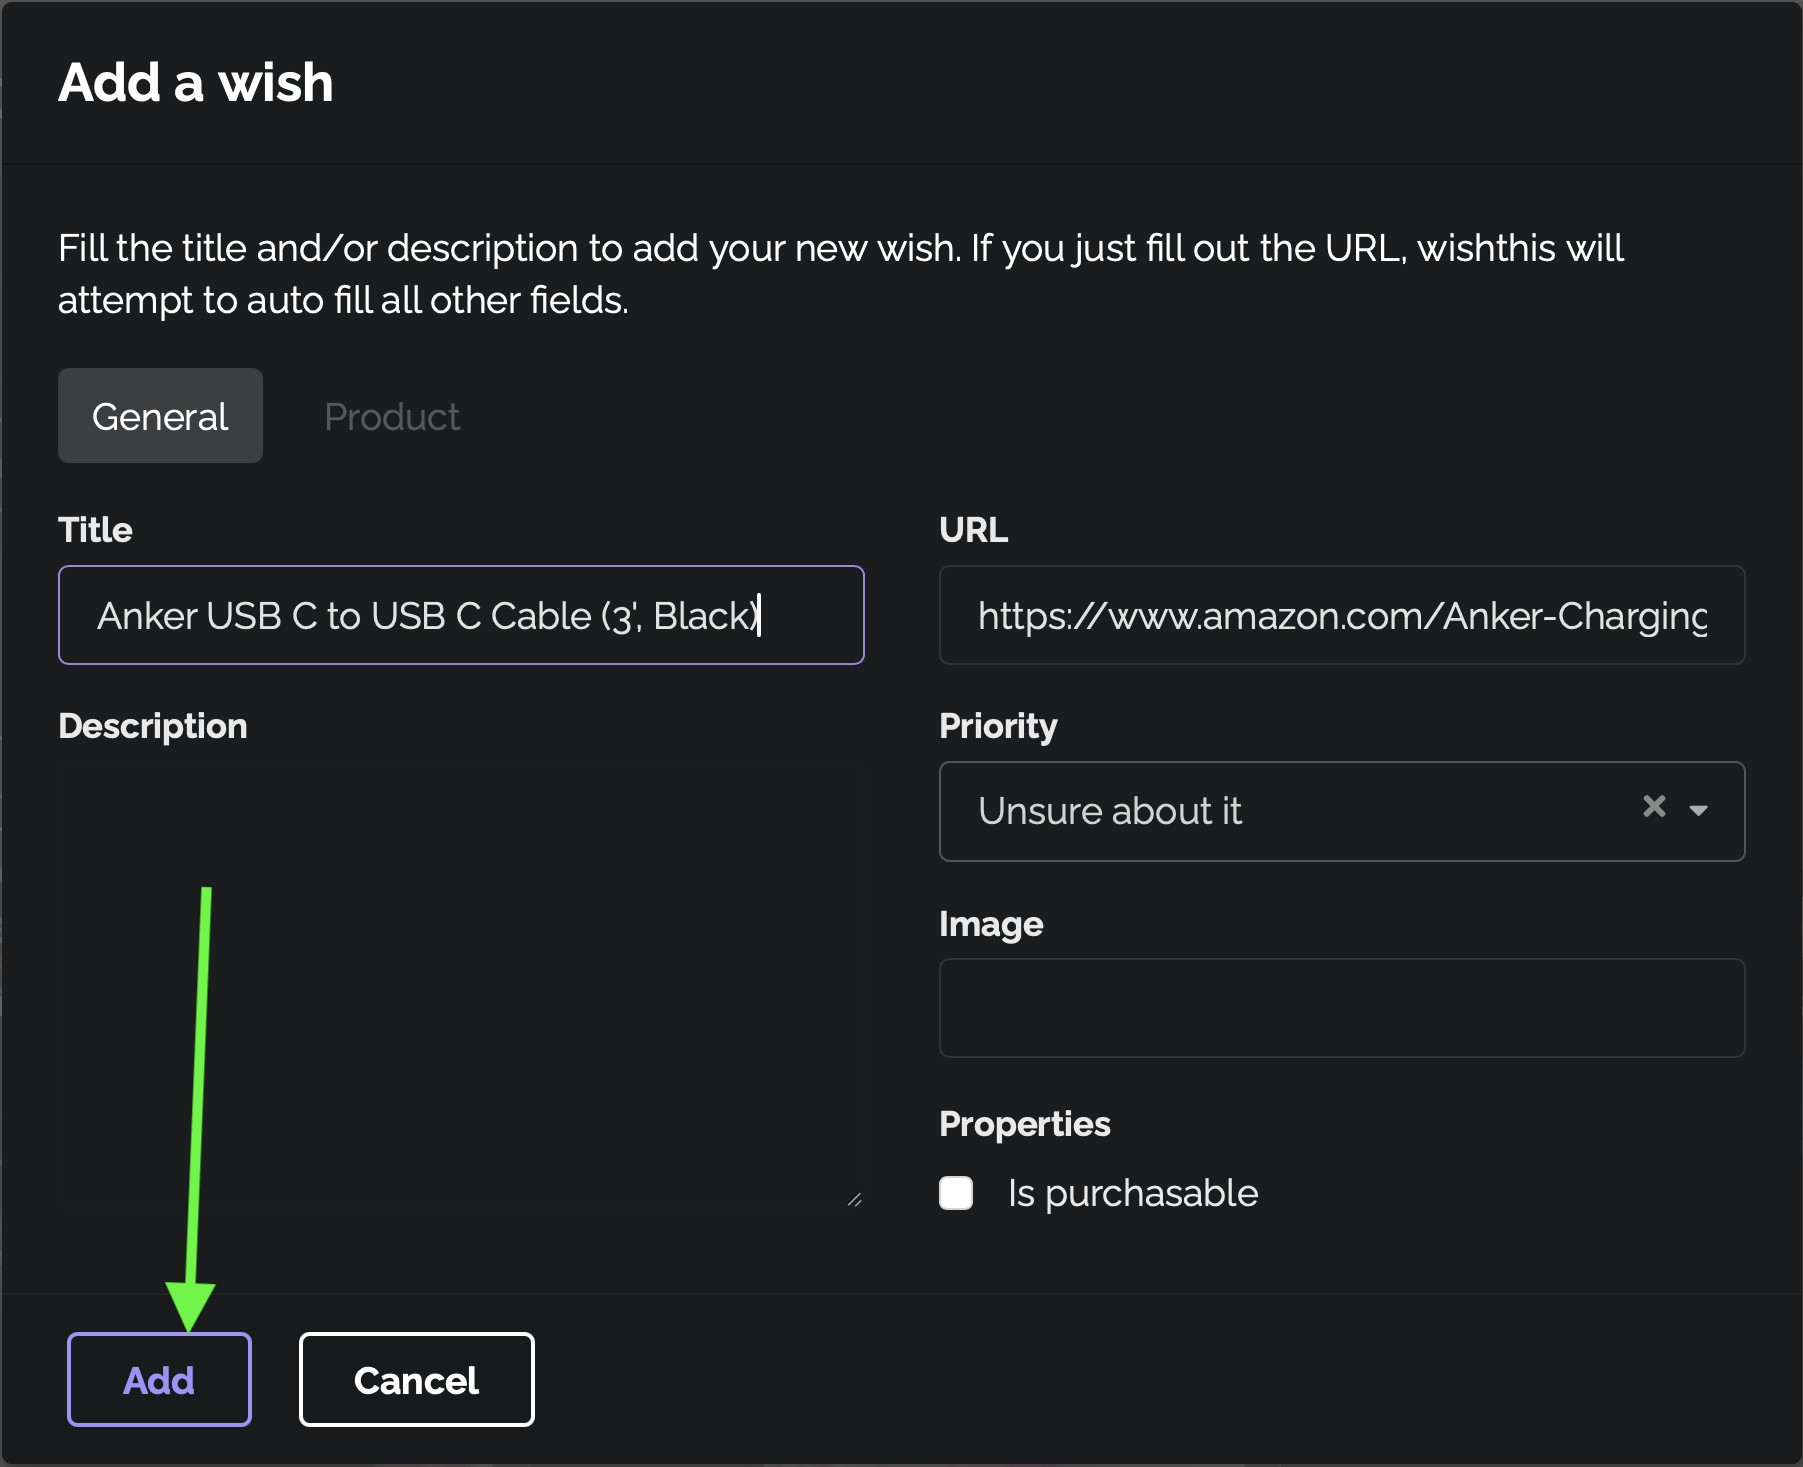 Add a wish
Fill the title and/or description to add your new wish. If you just fill out the URL, wishthis will
attempt to auto fill all other fields.
General
Product
Title
Anker USB C to USB C Cable (3', Black)
URL
https://www.amazon.com/Anker-Charging
Description
Priority
Unsure about it
Image
Properties
Is purchasable
Add
Cancel